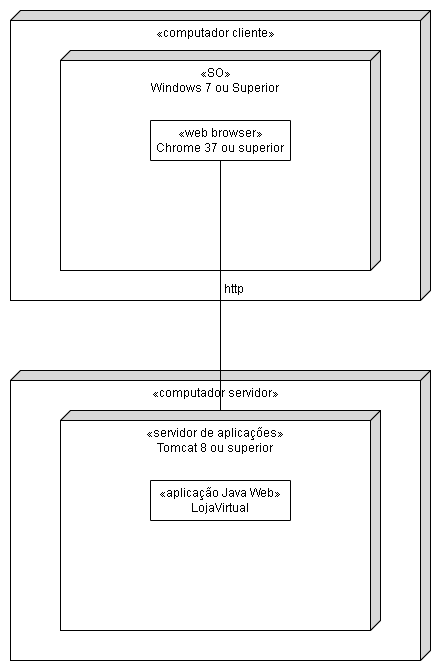 «computador cliente»
«SO»
Windows 7 ou Superior
«web browser»
Chrome 37 ou superior
http
«computador servidor»
«servidor de aplicações»
Tomcat 8 ou superior
«aplicação Java Web»
LojaVirtual